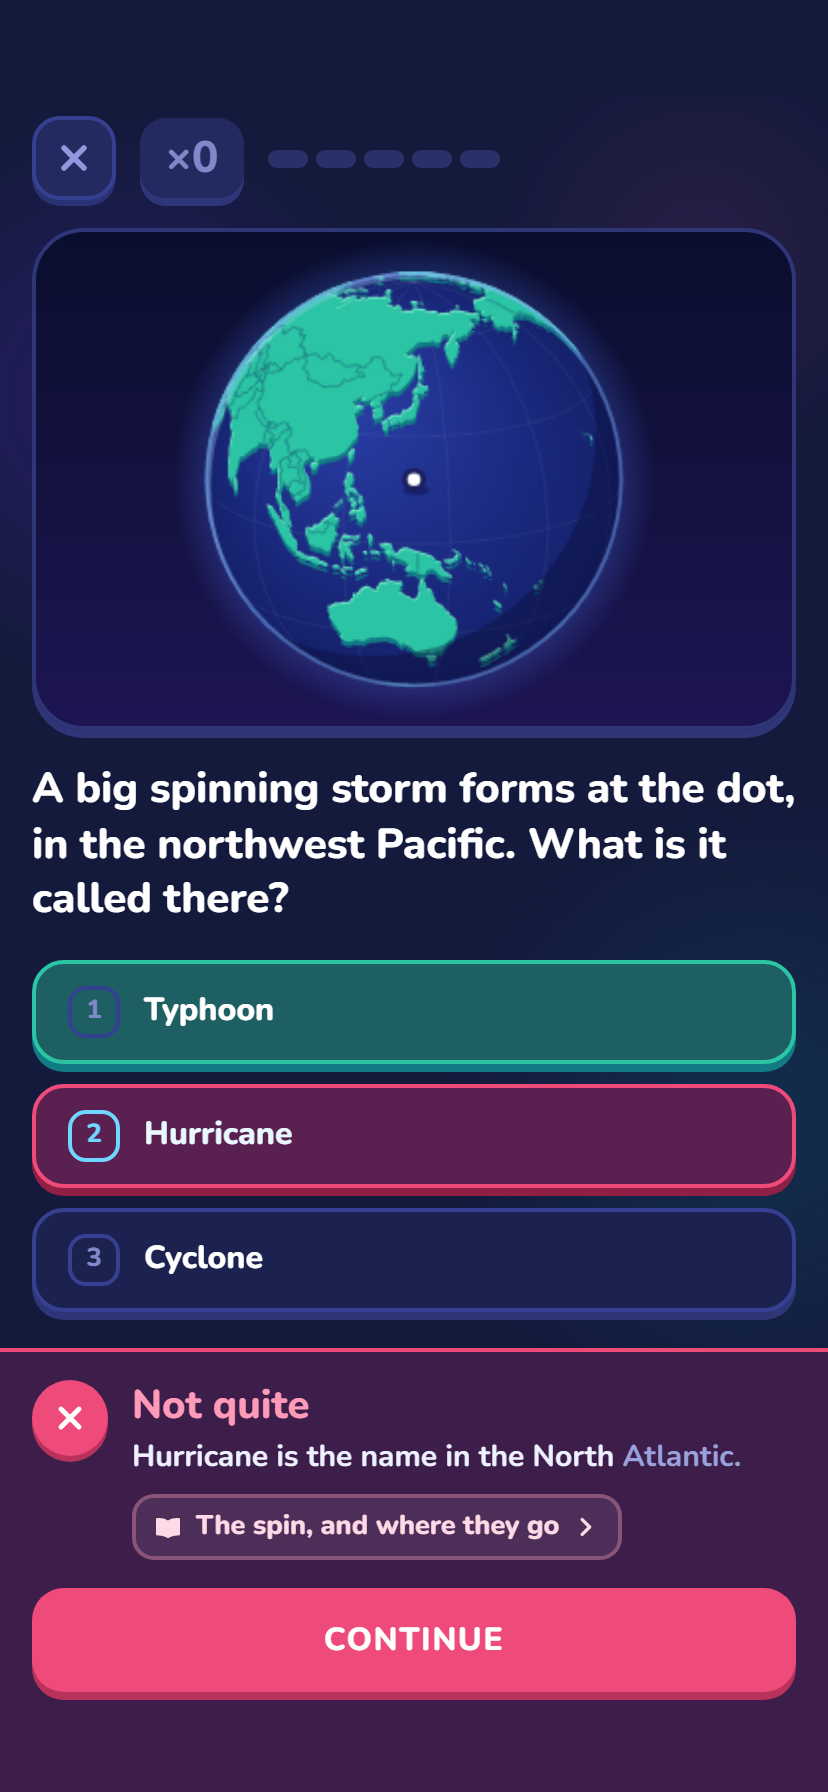 ×0
A big spinning storm forms at the dot,
in the northwest Pacific. What is it
called there?
1 Typhoon
2 Hurricane
3 Cyclone
Not quite
Hurricane is the name in the North Atlantic.
The spin, and where they go
CONTINUE